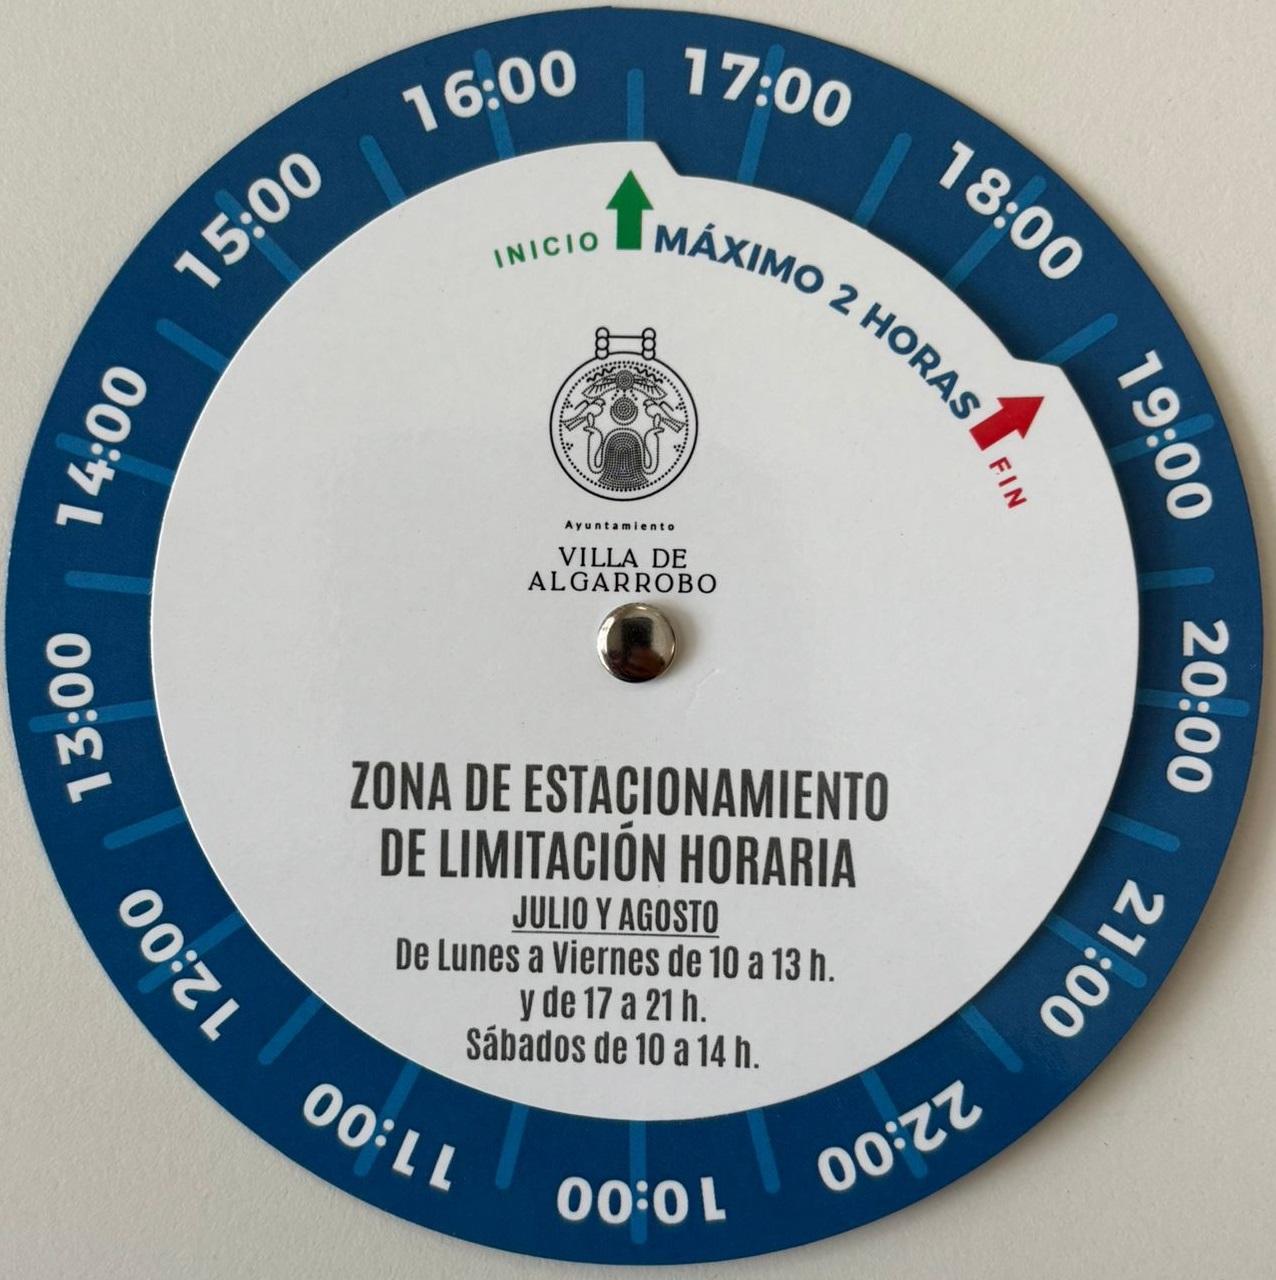 16:00
17:00
18:00
19:00
20:00
21:00
22:00
10:00
11:00
12:00
13:00
14:00
15:00
INICIO
MÁXIMO 2 HORAS
FIN
Ayuntamiento
VILLA DE
ALGARROBO
ZONA DE ESTACIONAMIENTO
DE LIMITACIÓN HORARIA
JULIO Y AGOSTO
De Lunes a Viernes de 10 a 13 h.
y de 17 a 21 h.
Sábados de 10 a 14 h.